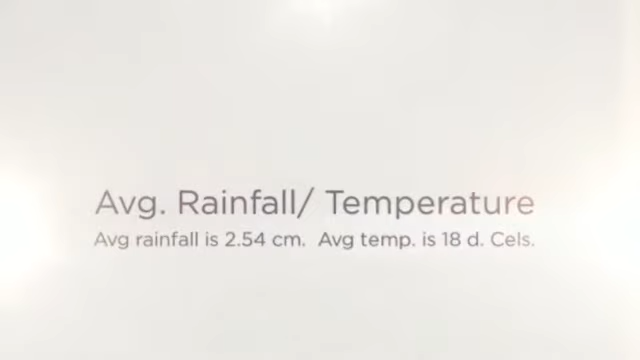 Avg. Rainfall/ Temperature
Avg rainfall is 2.54 cm.  Avg temp. is 18 d. Cels.